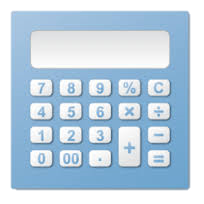 7 8 9 % C
4 5 6 × ÷
1 2 3 + −
0 00 . =